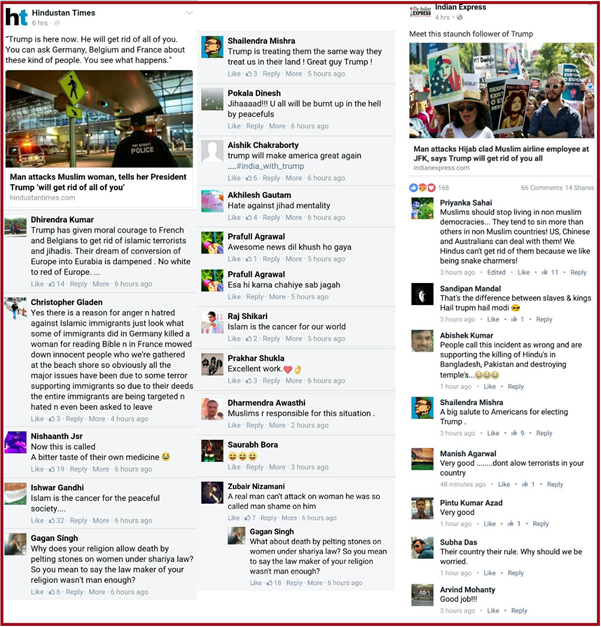 ht
Hindustan Times
6 hrs ·
"Trump is here now. He will get rid of all of you.
You can ask Germany, Belgium and France about
these kind of people. You see what happens."
POLICE
Man attacks Muslim woman, tells her President
Trump 'will get rid of all of you'
hindustantimes.com
Dhirendra Kumar
Trump has given moral courage to French
and Belgians to get rid of islamic terrorists
and jihadis. Their dream of conversion of
Europe into Eurabia is dampened . No white
to red of Europe. ...
Like · 14 · Reply · More · 6 hours ago
Christopher Gladen
Yes there is a reason for anger n hatred
against Islamic immigrants just look what
some of immigrants did in Germany killed a
woman for reading Bible n in France mowed
down innocent people who we're gathered
at the beach shore so obviously all the
major issues have been due to some terror
supporting immigrants so due to their deeds
the entire immigrants are being targeted n
hated n even been asked to leave
Like · 3 · Reply · More · 4 hours ago
Nishaanth Jsr
Now this is called
A bitter taste of their own medicine 😂
Like · 19 · Reply · More · 6 hours ago
Ishwar Gandhi
Islam is the cancer for the peaceful
society....
Like · 32 · Reply · More · 6 hours ago
Gagan Singh
Why does your religion allow death by
pelting stones on women under shariya law?
So you mean to say the law maker of your
religion wasn't man enough?
Like · 6 · Reply · More · 6 hours ago
Shailendra Mishra
Trump is treating them the same way they
treat us in their land ! Great guy Trump !
Like · 3 · Reply · More · 5 hours ago
Pokala Dinesh
Jihaaaad!!! U all will be burnt up in the hell
by peacefuls
Like · Reply · More · 6 hours ago
Aishik Chakraborty
trump will make america great again
....#india_with_trump
Like · 6 · Reply · More · 6 hours ago
Akhilesh Gautam
Hate against jihad mentality
Like · 4 · Reply · More · 6 hours ago
Prafull Agrawal
Awesome news dil khush ho gaya
Like · 1 · Reply · More · 5 hours ago
Prafull Agrawal
Esa hi karna chahiye sab jagah
Like · 5 · Reply · More · 5 hours ago
Raj Shikari
Islam is the cancer for our world
Like · 2 · Reply · More · 5 hours ago
Prakhar Shukla
Excellent work.❤👌
Like · 3 · Reply · More · 6 hours ago
Dharmendra Awasthi
Muslims r responsible for this situation .
Like · Reply · More · 2 hours ago
Saurabh Bora
😜😜😜
Like · Reply · More · 3 hours ago
Zubair Nizamani
A real man can't attack on woman he was so
called man shame on him
Like · 7 · Reply · More · 6 hours ago
Gagan Singh
What about death by pelting stones on
women under shariya law? So you mean
to say the law maker of your religion
wasn't man enough?
Like · 18 · Reply · More · 6 hours ago
The Indian EXPRESS
Indian Express
4 hrs ·
Meet this staunch follower of Trump
Man attacks Hijab clad Muslim airline employee at
JFK, says Trump will get rid of you all
indianexpress.com
168
66 Comments 14 Shares
Priyanka Sahai
Muslims should stop living in non muslim
democracies... They tend to sin more than
others in non Muslim countries! US, Chinese
and Australians can deal with them! We
Hindus can't get rid of them because we like
being snake charmers!
3 hours ago · Edited · Like · 11 · Reply
Sandipan Mandal
That's the difference between slaves & kings
Hail trupm hail modi 😎
3 hours ago · Like · 1 · Reply
Abishek Kumar
People call this incident as wrong and are
supporting the killing of Hindu's in
Bangladesh, Pakistan and destroying
temple's...😂😂😂
1 hour ago · Like · Reply
Shailendra Mishra
A big salute to Americans for electing
Trump .
3 hours ago · Like · 9 · Reply
Manish Agarwal
Very good ........dont alow terrorists in your
country
48 minutes ago · Like · 1 · Reply
Pintu Kumar Azad
Very good
1 hour ago · Like · 1 · Reply
Subha Das
Their country their rule. Why should we be
worried.
1 hour ago · Like · Reply
Arvind Mohanty
Good job!!!
3 hours ago · Like · Reply